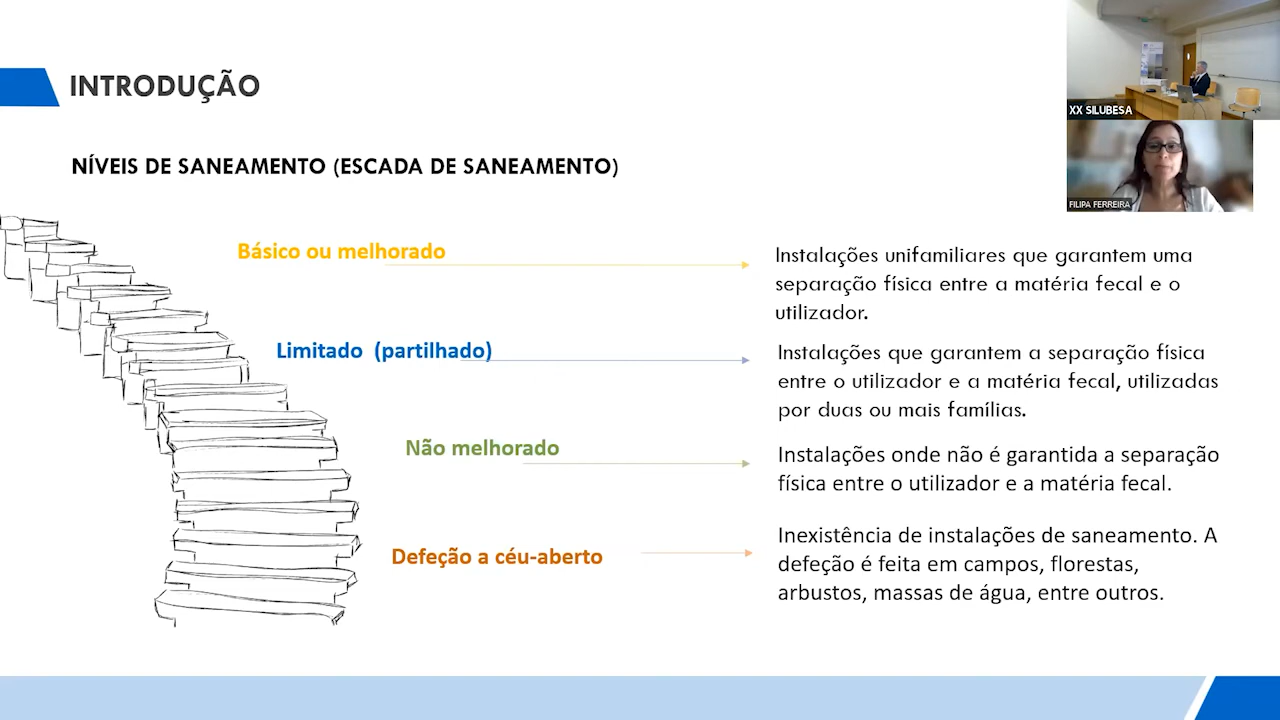 INTRODUÇÃO
XX SILUBESA
NÍVEIS DE SANEAMENTO (ESCADA DE SANEAMENTO)
FILIPA FERREIRA
Básico ou melhorado
Instalações unifamiliares que garantem uma
separação física entre a matéria fecal e o
utilizador.
Limitado (partilhado)
Instalações que garantem a separação física
entre o utilizador e a matéria fecal, utilizadas
por duas ou mais famílias.
Não melhorado
Instalações onde não é garantida a separação
física entre o utilizador e a matéria fecal.
Defeção a céu-aberto
Inexistência de instalações de saneamento. A
defeção é feita em campos, florestas,
arbustos, massas de água, entre outros.